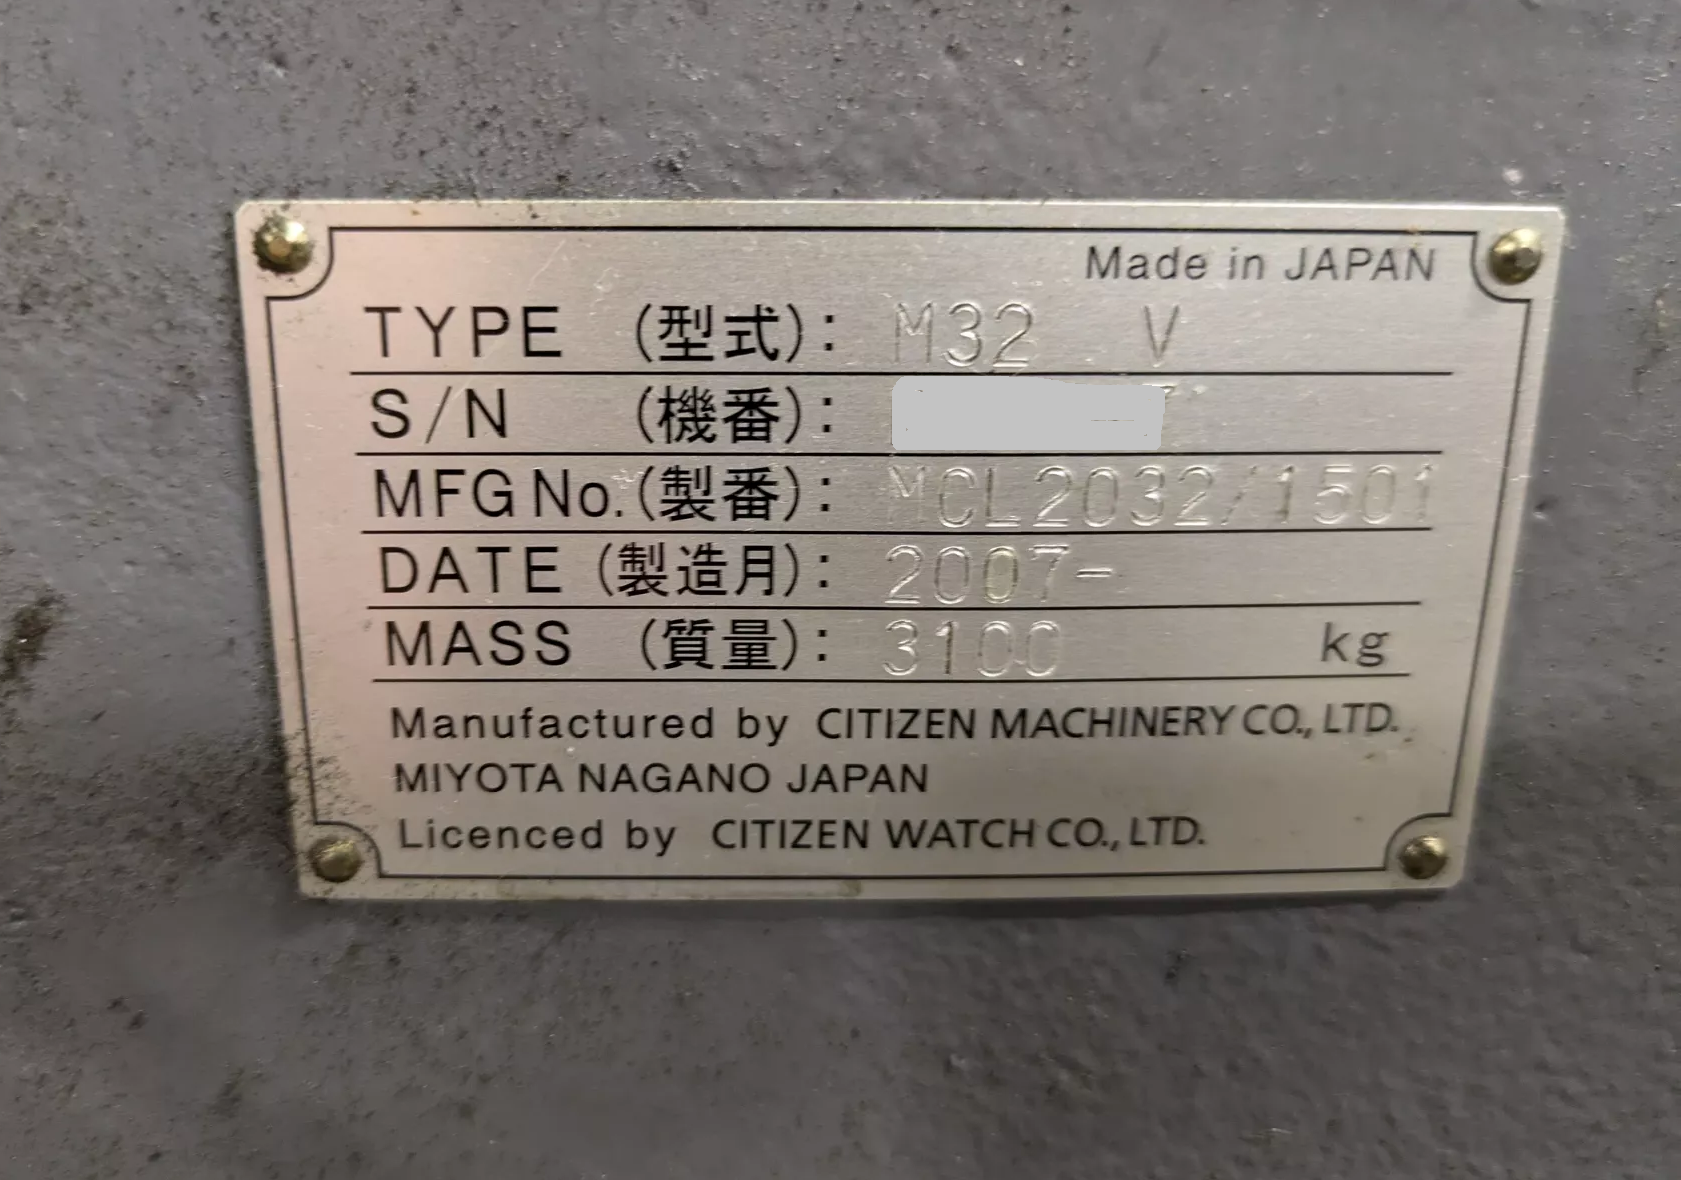 Made in JAPAN
TYPE (型式): M32 V
S/N (機番):
MFG No. (製番): MCL2032/1501
DATE (製造月): 2007-
MASS (質量): 3100 kg
Manufactured by CITIZEN MACHINERY CO., LTD.
MIYOTA NAGANO JAPAN
Licenced by CITIZEN WATCH CO., LTD.